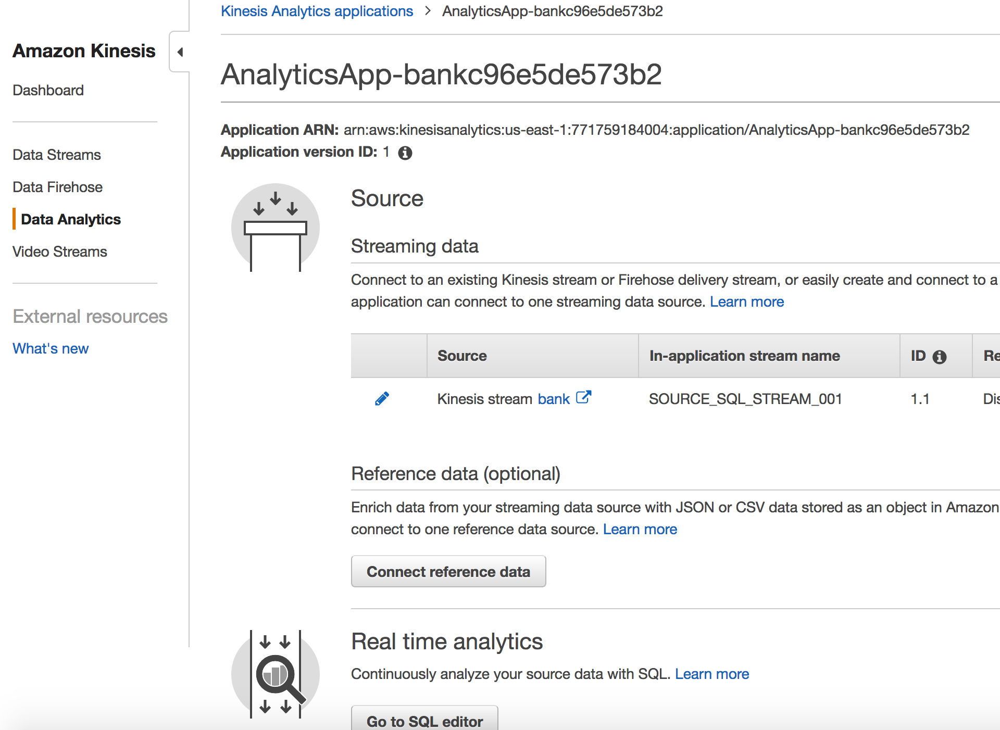 Kinesis Analytics applications > AnalyticsApp-bankc96e5de573b2
Amazon Kinesis
Dashboard
Data Streams
Data Firehose
Data Analytics
Video Streams
External resources
What's new
AnalyticsApp-bankc96e5de573b2
Application ARN: arn:aws:kinesisanalytics:us-east-1:771759184004:application/AnalyticsApp-bankc96e5de573b2
Application version ID: 1
Source
Streaming data
Connect to an existing Kinesis stream or Firehose delivery stream, or easily create and connect to a
application can connect to one streaming data source. Learn more
Source In-application stream name ID Re
Kinesis stream bank SOURCE_SQL_STREAM_001 1.1 Dis
Reference data (optional)
Enrich data from your streaming data source with JSON or CSV data stored as an object in Amazon
connect to one reference data source. Learn more
Connect reference data
Real time analytics
Continuously analyze your source data with SQL. Learn more
Go to SQL editor